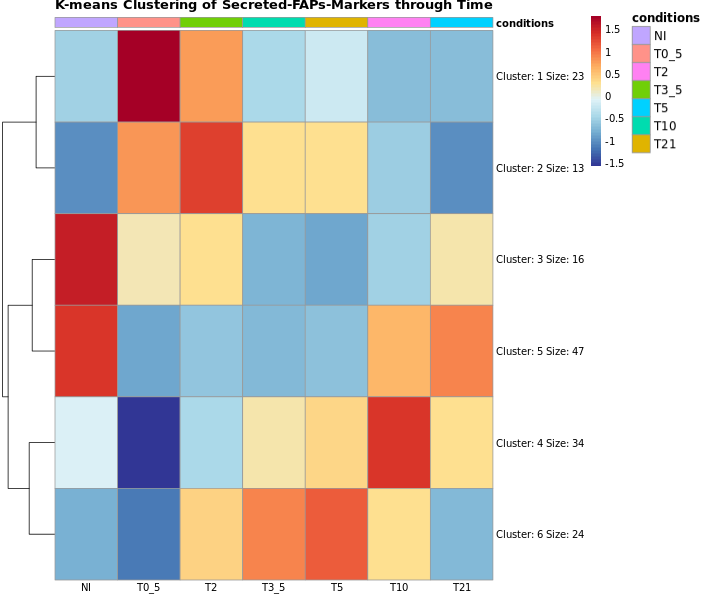 K-means Clustering of Secreted-FAPs-Markers through Time
conditions
Cluster: 1 Size: 23
Cluster: 2 Size: 13
Cluster: 3 Size: 16
Cluster: 5 Size: 47
Cluster: 4 Size: 34
Cluster: 6 Size: 24
NI T0_5 T2 T3_5 T5 T10 T21
1.5
1
0.5
0
-0.5
-1
-1.5
conditions
NI
T0_5
T2
T3_5
T5
T10
T21